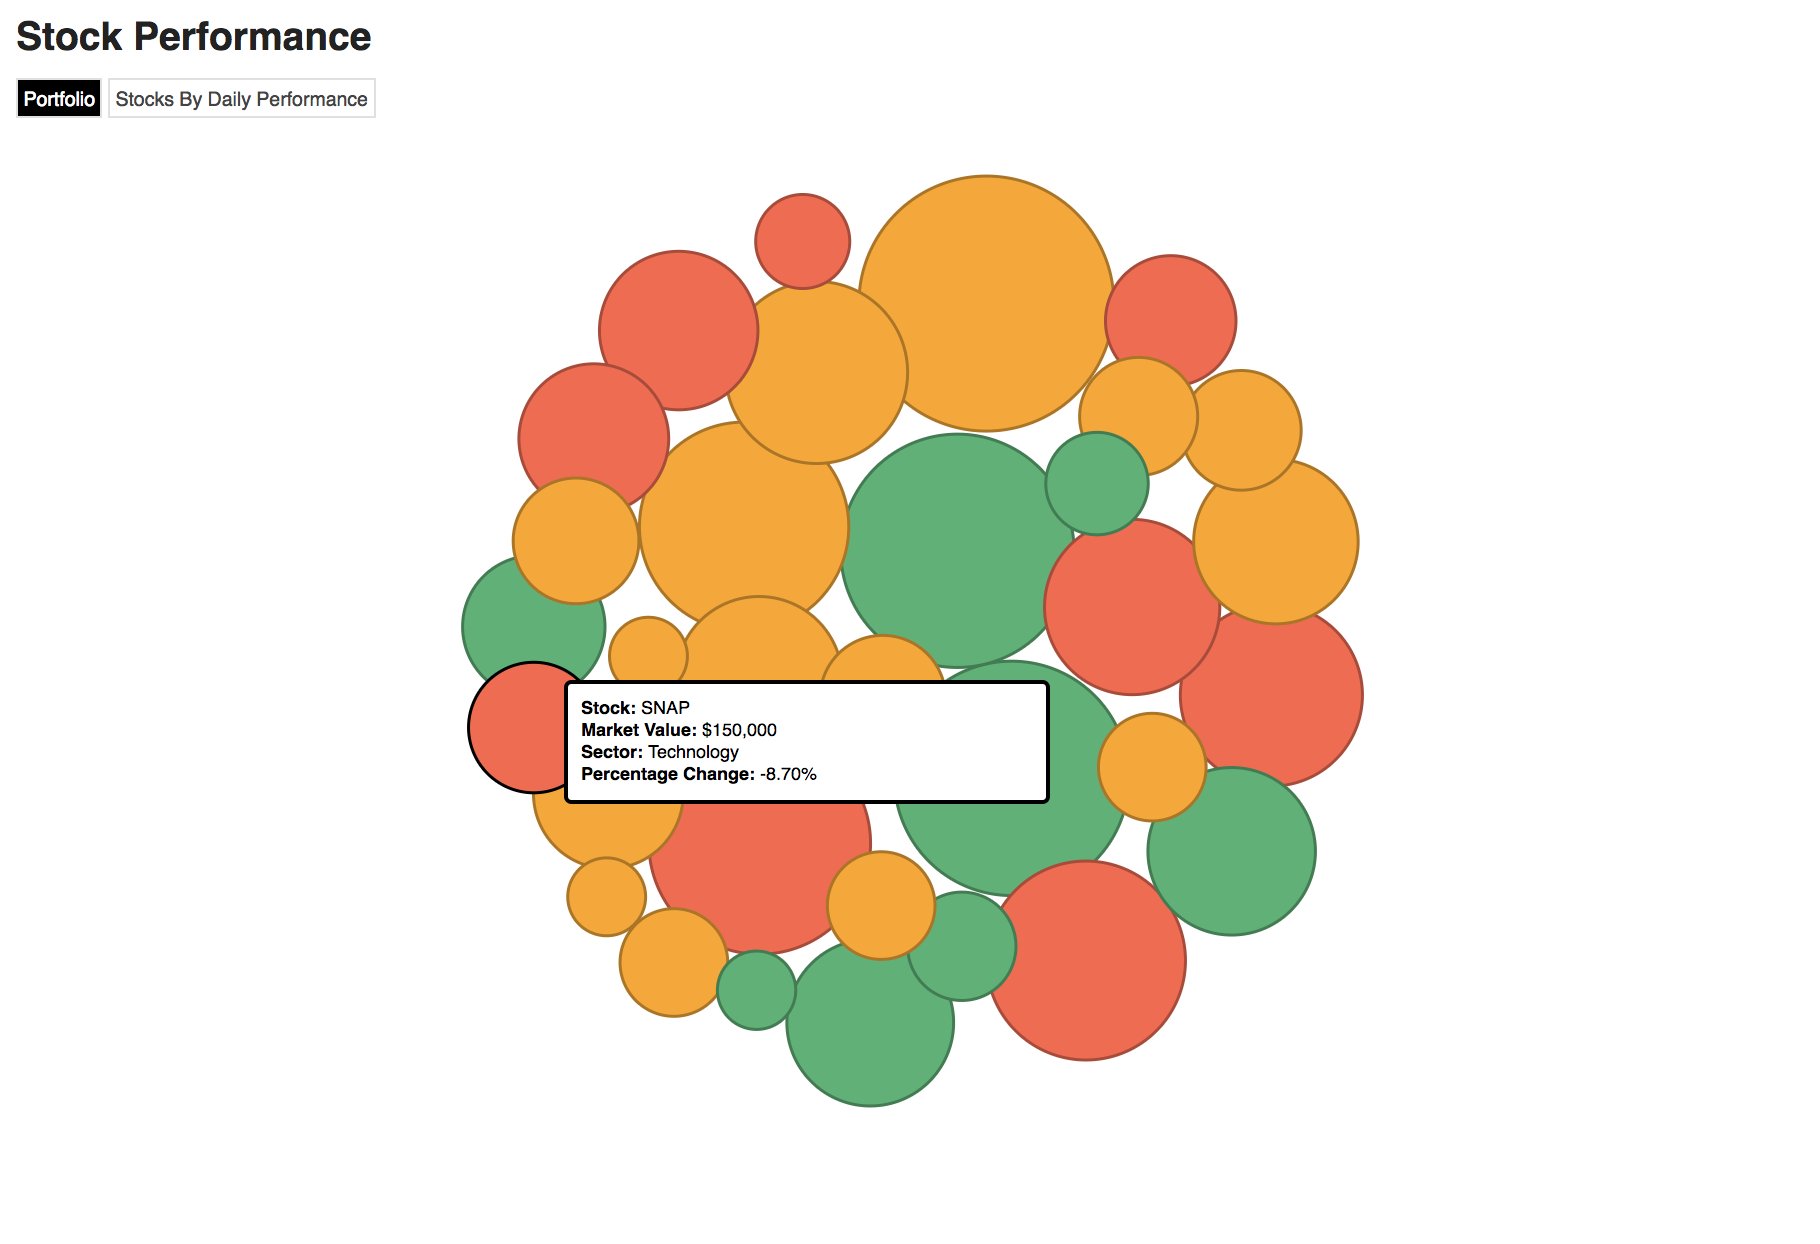 Stock Performance
Portfolio
Stocks By Daily Performance
Stock: SNAP
Market Value: $150,000
Sector: Technology
Percentage Change: -8.70%